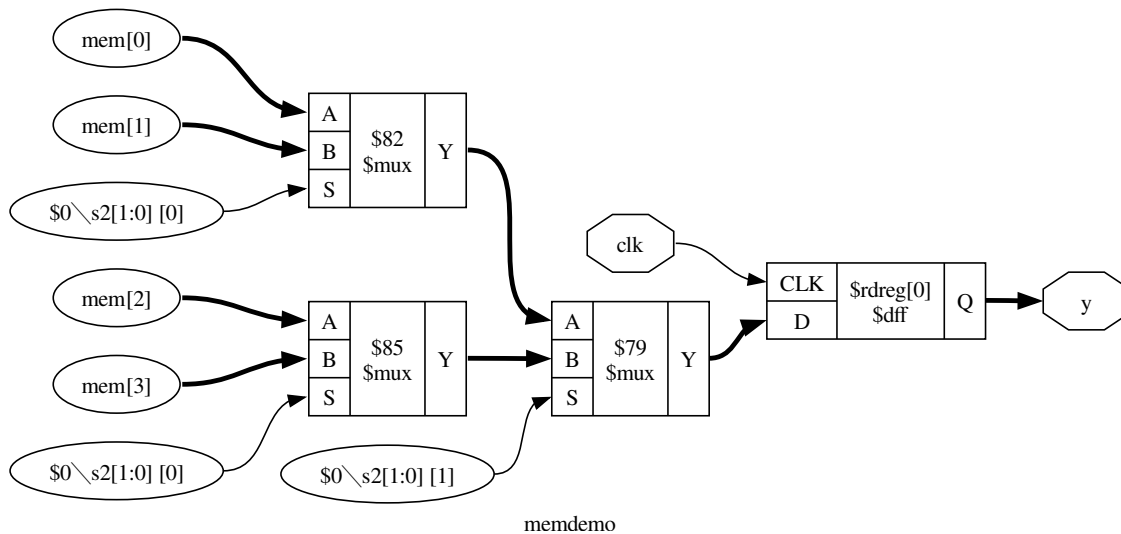 mem[0]
mem[1]
$0\s2[1:0] [0]
A
B
S
$82
$mux
Y
mem[2]
mem[3]
$0\s2[1:0] [0]
A
B
S
$85
$mux
Y
$0\s2[1:0] [1]
A
B
S
$79
$mux
Y
clk
CLK
D
$rdreg[0]
$dff
Q
y
memdemo